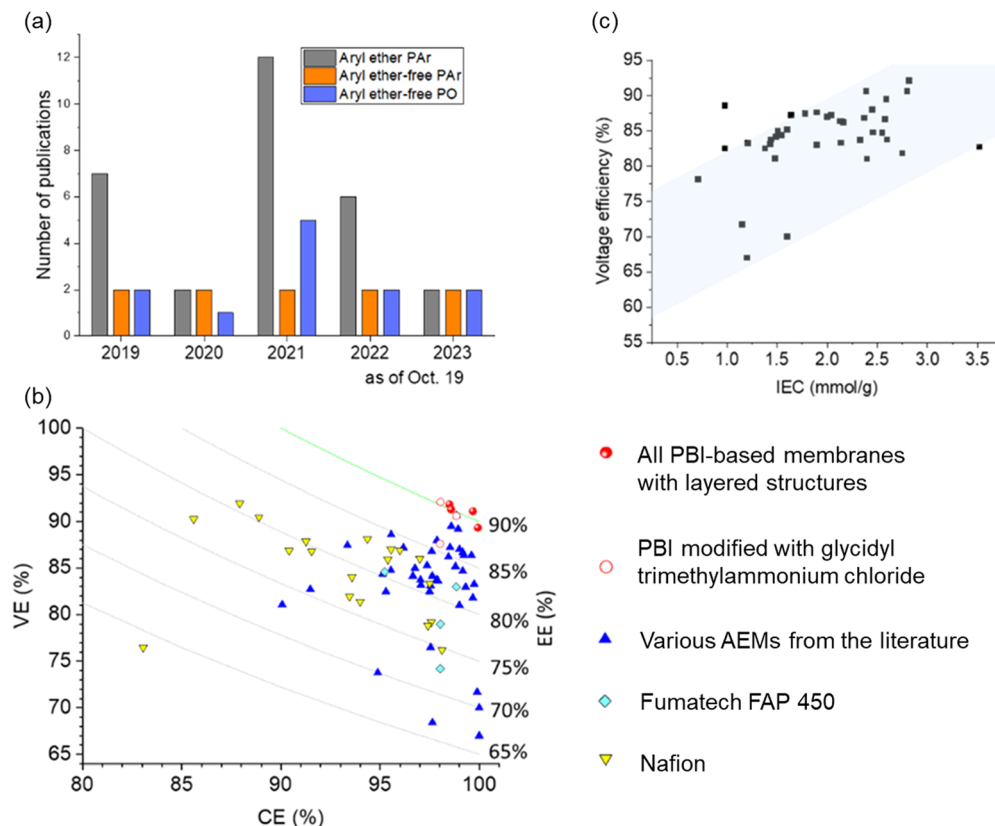 (a)
Number of publications
12
10
8
6
4
2
0
Aryl ether PAr
Aryl ether-free PAr
Aryl ether-free PO
2019
2020
2021
2022
2023
as of Oct. 19
(c)
Voltage efficiency (%)
95
90
85
80
75
70
65
60
55
0.5
1.0
1.5
2.0
2.5
3.0
3.5
IEC (mmol/g)
(b)
VE (%)
100
95
90
85
80
75
70
65
80
85
90
95
100
CE (%)
90%
85%
80%
75%
70%
65%
EE (%)
All PBI-based membranes
with layered structures
PBI modified with glycidyl
trimethylammonium chloride
Various AEMs from the literature
Fumatech FAP 450
Nafion